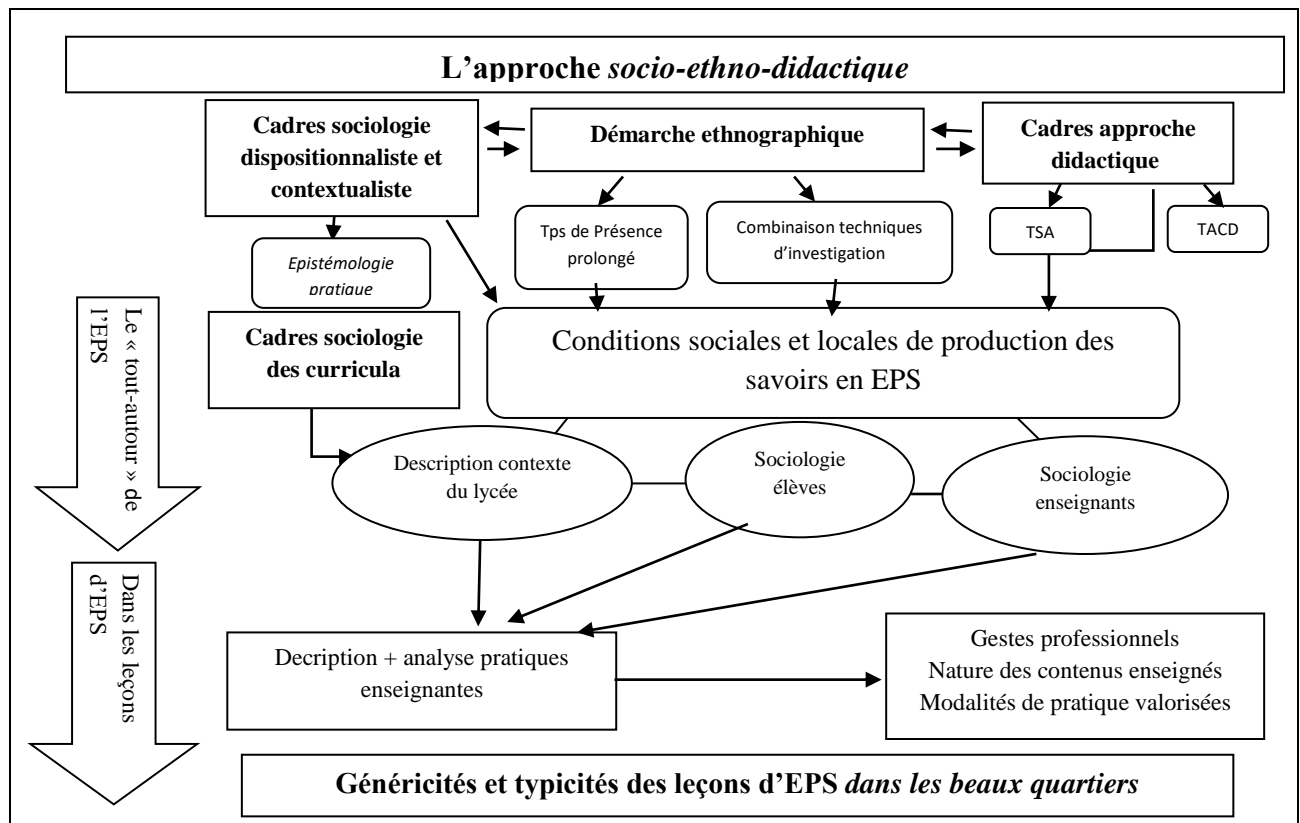 L'approche socio-ethno-didactique
Cadres sociologie
dispositionnaliste et
contextualiste
Démarche ethnographique
Cadres approche
didactique
Epistémologie
pratique
Tps de Présence
prolongé
Combinaison techniques
d'investigation
TSA
TACD
Le « tout-autour » de
l'EPS
Cadres sociologie
des curricula
Conditions sociales et locales de production des
savoirs en EPS
Description contexte
du lycée
Sociologie
élèves
Sociologie
enseignants
Dans les leçons
d'EPS
Decription + analyse pratiques
enseignantes
Gestes professionnels
Nature des contenus enseignés
Modalités de pratique valorisées
Généricités et typicités des leçons d'EPS dans les beaux quartiers